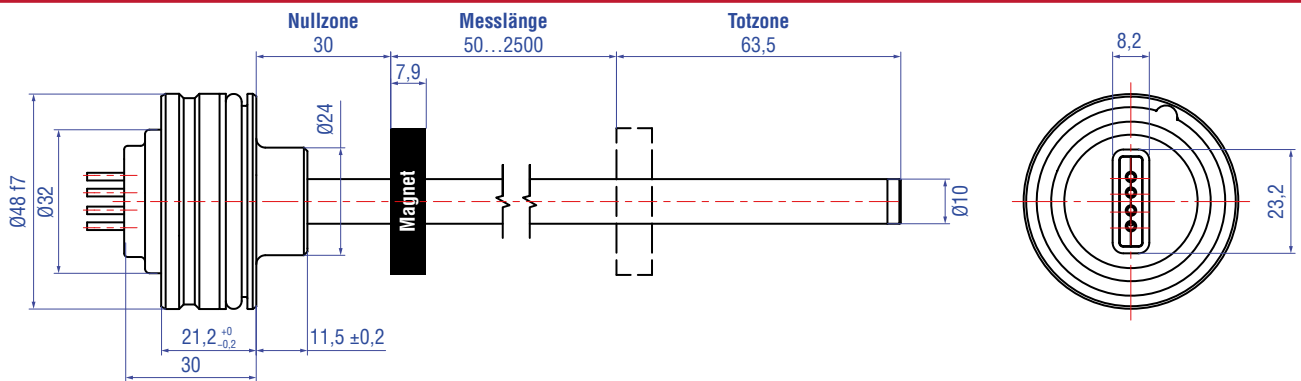 Nullzone
Messlänge
Totzone
30
50…2500
63,5
8,2
7,9
Ø24
Ø48 f7
Ø32
Magnet
Ø10
23,2
21,2 +0 -0,2
11,5 ±0,2
30